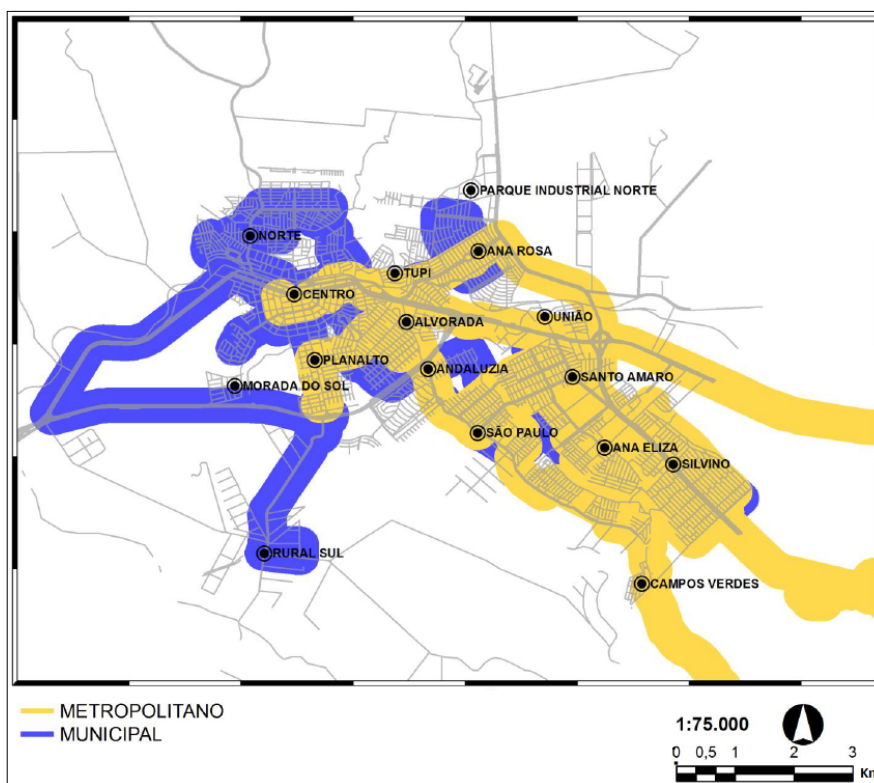 PARQUE INDUSTRIAL NORTE
NORTE
ANA ROSA
TUPI
CENTRO
UNIÃO
ALVORADA
PLANALTO
ANDALUZIA
SANTO AMARO
MORADA DO SOL
SÃO PAULO
ANA ELIZA
SILVINO
RURAL SUL
CAMPOS VERDES
METROPOLITANO
MUNICIPAL
1:75.000
0 0,5 1 2 3
Km